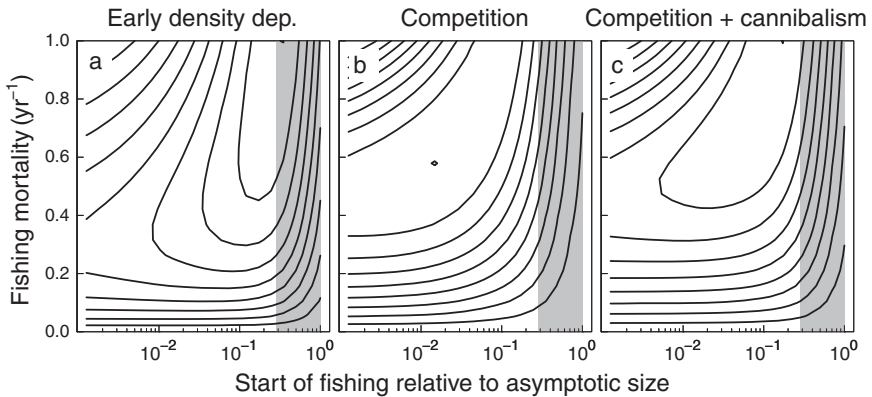 Early density dep.
Competition
Competition + cannibalism
Fishing mortality (yr⁻¹)
1.0
0.8
0.6
0.4
0.2
0.0
a
b
c
10⁻² 10⁻¹ 10⁰
10⁻² 10⁻¹ 10⁰
10⁻² 10⁻¹ 10⁰
Start of fishing relative to asymptotic size